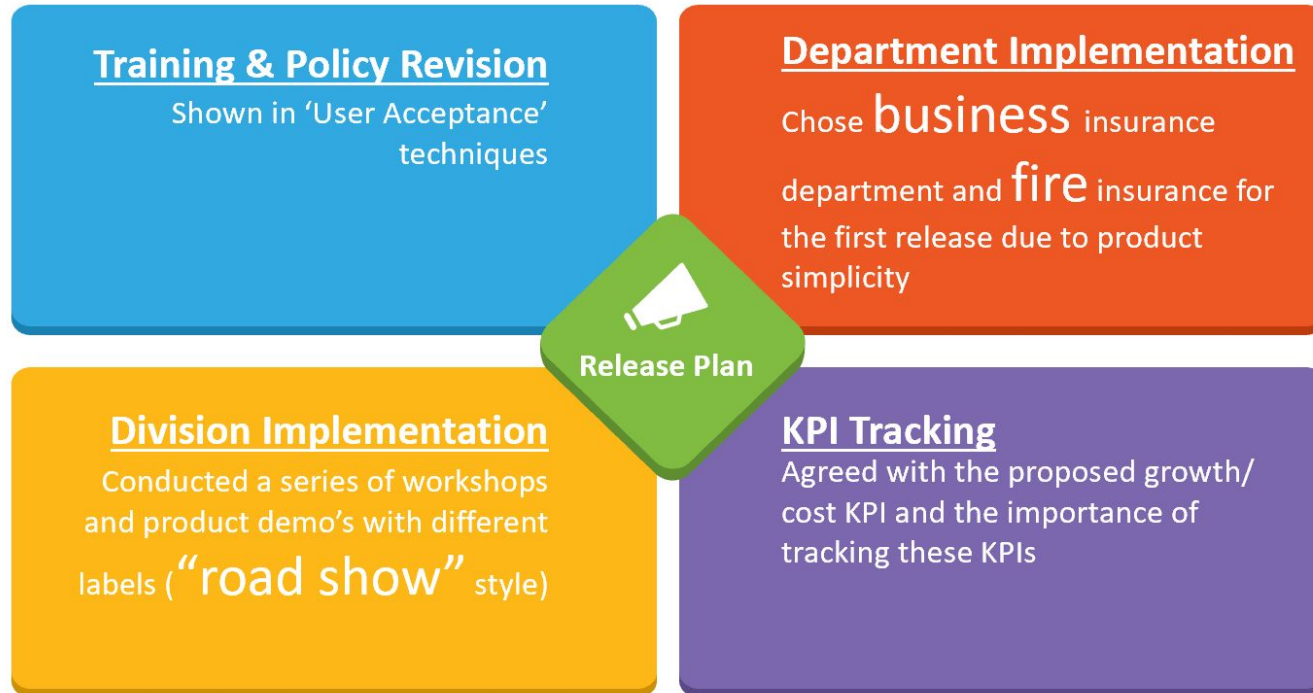 Training & Policy Revision
Shown in ‘User Acceptance’
techniques
Department Implementation
Chose business insurance
department and fire insurance for
the first release due to product
simplicity
Release Plan
Division Implementation
Conducted a series of workshops
and product demo’s with different
labels (“road show” style)
KPI Tracking
Agreed with the proposed growth/
cost KPI and the importance of
tracking these KPIs